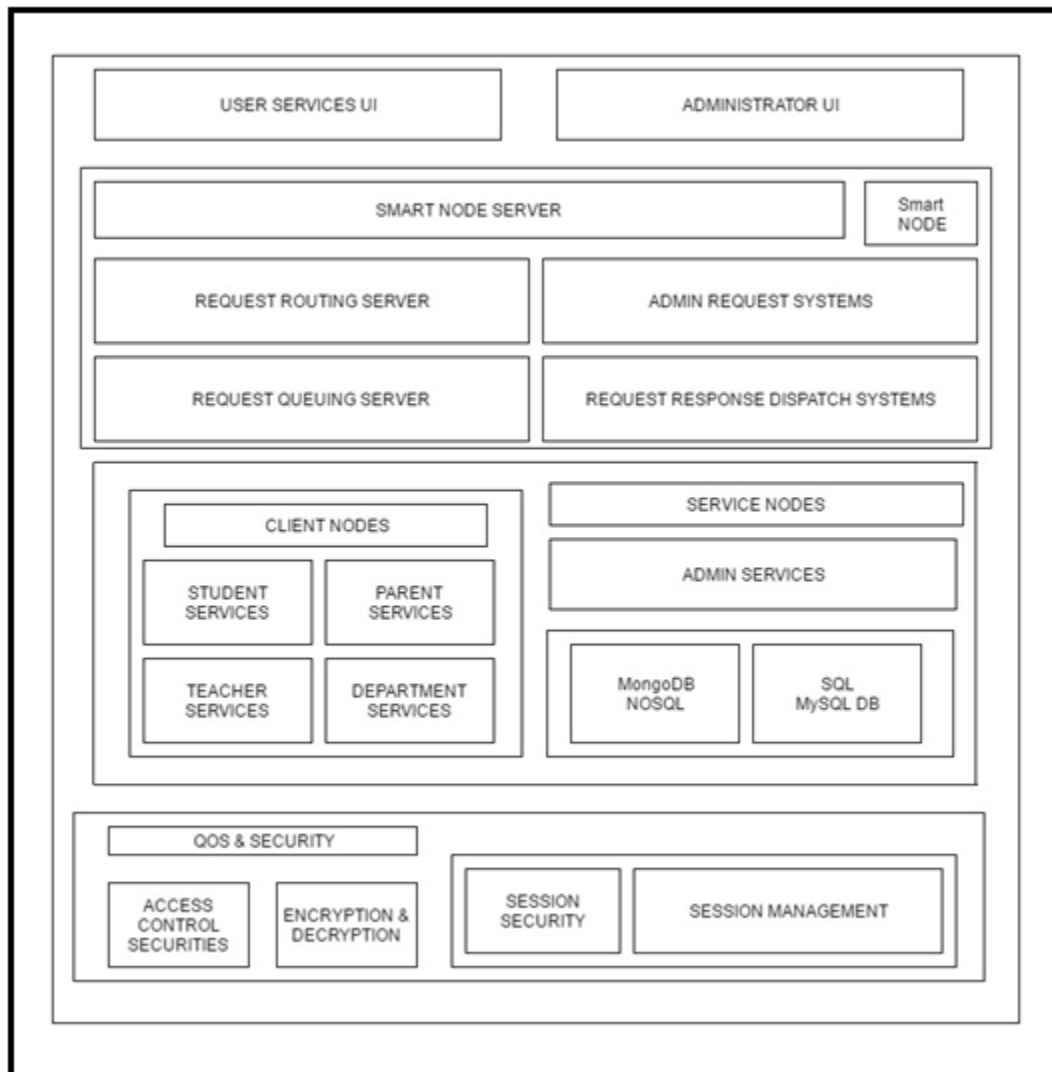 USER SERVICES UI
ADMINISTRATOR UI
SMART NODE SERVER
Smart
NODE
REQUEST ROUTING SERVER
ADMIN REQUEST SYSTEMS
REQUEST QUEUING SERVER
REQUEST RESPONSE DISPATCH SYSTEMS
CLIENT NODES
STUDENT
SERVICES
PARENT
SERVICES
TEACHER
SERVICES
DEPARTMENT
SERVICES
SERVICE NODES
ADMIN SERVICES
MongoDB
NOSQL
SQL
MySQL DB
QOS & SECURITY
ACCESS
CONTROL
SECURITIES
ENCRYPTION &
DECRYPTION
SESSION
SECURITY
SESSION MANAGEMENT